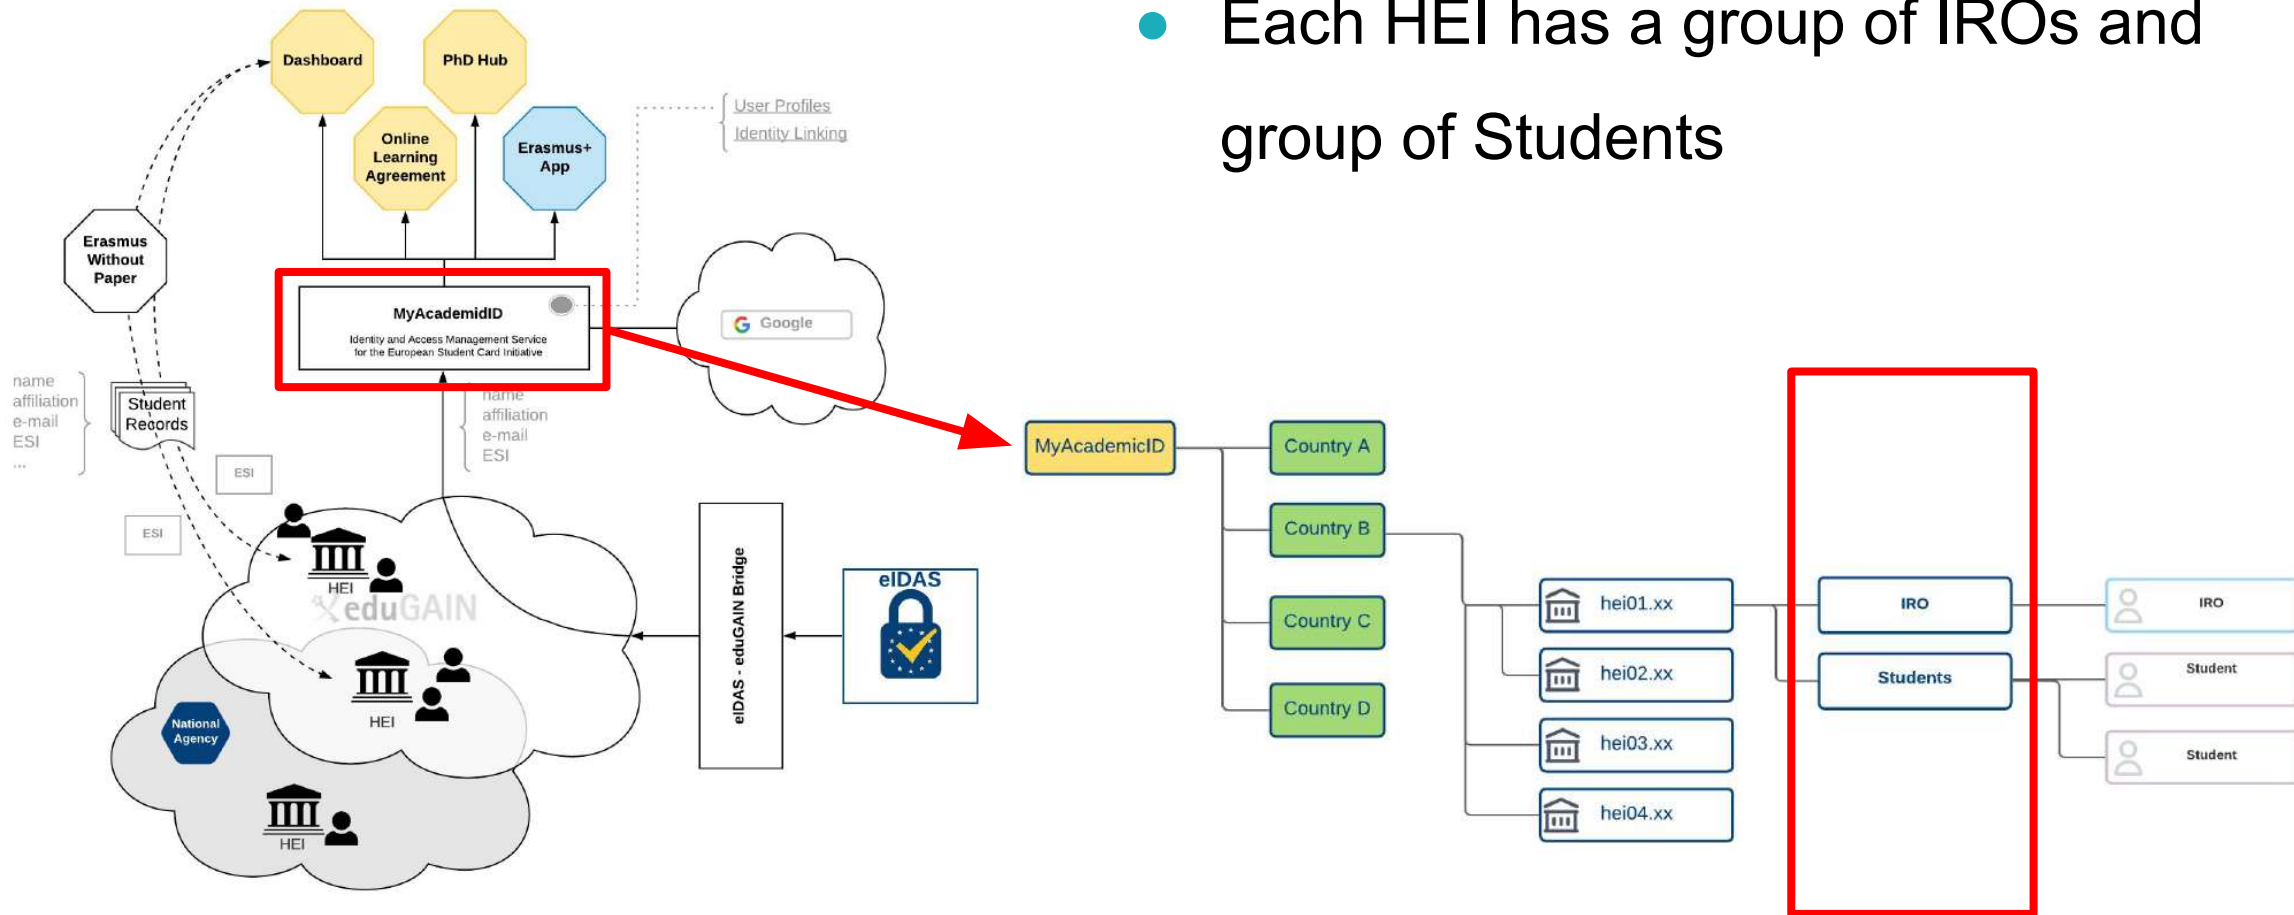 Each HEI has a group of IROs and
group of Students
Dashboard
PhD Hub
Online
Learning
Agreement
Erasmus+
App
User Profiles
Identity Linking
Erasmus
Without
Paper
MyAcademidID
Identity and Access Management Service
for the European Student Card Initiative
Google
name
affiliation
e-mail
ESI
...
Student
Records
name
affiliation
e-mail
ESI
ESI
ESI
HEI
eduGAIN
HEI
National
Agency
HEI
eIDAS - eduGAIN Bridge
eIDAS
MyAcademicID
Country A
Country B
Country C
Country D
hei01.xx
hei02.xx
hei03.xx
hei04.xx
IRO
Students
IRO
Student
Student